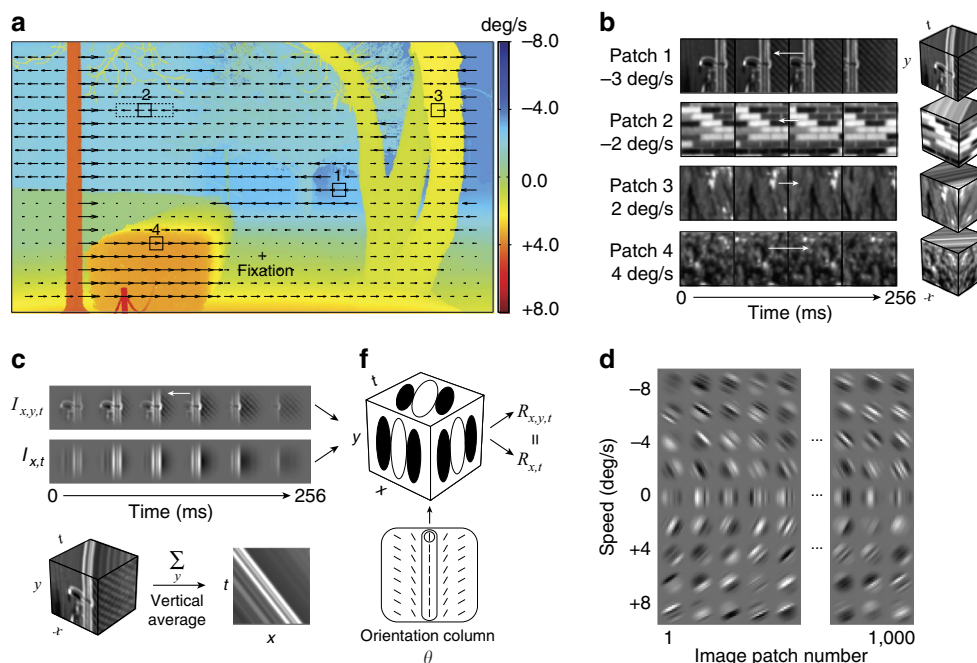 a
deg/s
–8.0
–4.0
0.0
+4.0
+8.0
2
3
1
4
+
Fixation
b
t
y
Patch 1
–3 deg/s
Patch 2
–2 deg/s
Patch 3
2 deg/s
Patch 4
4 deg/s
0
256
x
Time (ms)
c
I x,y,t
I x,t
0
256
Time (ms)
t
y
x
∑
y
Vertical
average
t
x
f
t
y
x
R x,y,t
=
R x,t
Orientation column
θ
d
–8
–4
0
+4
+8
Speed (deg/s)
...
...
...
1
1,000
Image patch number